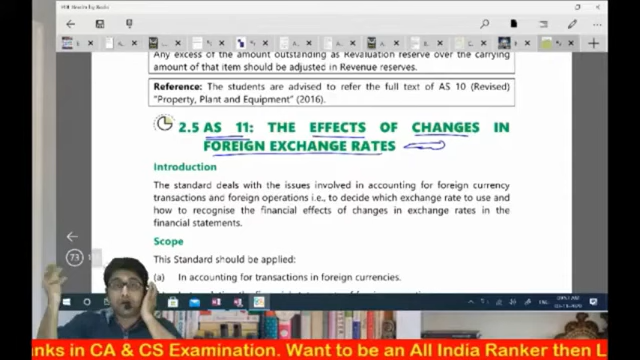 Any excess of the amount outstanding as Revaluation reserve over the carrying
amount of that item should be adjusted in Revenue reserves.
Reference: The students are advised to refer the full text of AS 10 (Revised)
"Property, Plant and Equipment" (2016).
2.5 AS 11: THE EFFECTS OF CHANGES IN
FOREIGN EXCHANGE RATES
Introduction
The standard deals with the issues involved in accounting for foreign currency
transactions and foreign operations i.e., to decide which exchange rate to use and
how to recognise the financial effects of changes in exchange rates in the
financial statements.
Scope
This Standard should be applied:
73
(a) In accounting for transactions in foreign currencies.
anks in CA & CS Examination. Want to be an All India Ranker then L